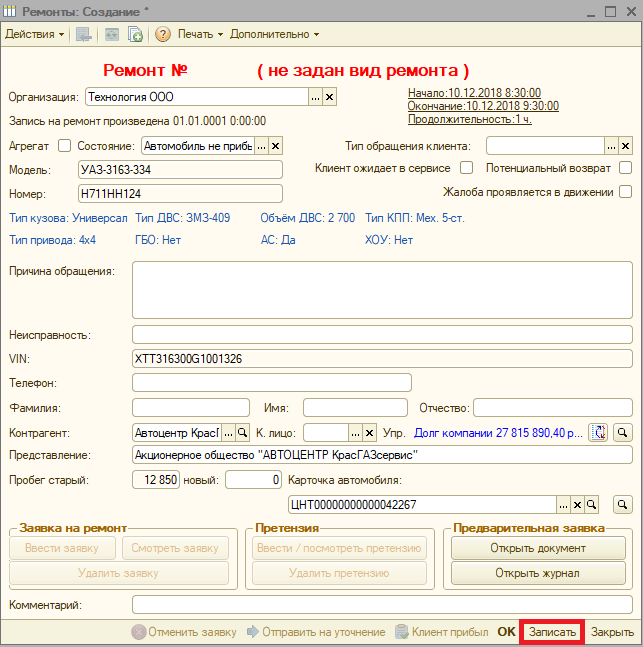 Ремонты: Создание *
Действия Печать Дополнительно
Ремонт № ( не задан вид ремонта )
Организация: Технология ООО ... Начало:10.12.2018 8:30:00
Окончание:10.12.2018 9:30:00
Запись на ремонт произведена 01.01.0001 0:00:00 Продолжительность:1 ч.
Агрегат Состояние: Автомобиль не прибы ... Тип обращения клиента: ...
Модель: УАЗ-3163-334 Клиент ожидает в сервисе Потенциальный возврат
Номер: Н711НН124 Жалоба проявляется в движении
Тип кузова: Универсал Тип ДВС: ЗМЗ-409 Объём ДВС: 2 700 Тип КПП: Мех. 5-ст.
Тип привода: 4x4 ГБО: Нет АС: Да ХОУ: Нет
Причина обращения:
Неисправность:
VIN: XTT316300G1001326
Телефон:
Фамилия: Имя: Отчество:
Контрагент: Автоцентр КрасГ ... К. лицо: ... Упр. Долг компании 27 815 890,40 р...
Представление: Акционерное общество "АВТОЦЕНТР КрасГАЗсервис"
Пробег старый: 12 850 новый: 0 Карточка автомобиля:
ЦНТ00000000000042267 ...
Заявка на ремонт Претензия Предварительная заявка
Ввести заявку Смотреть заявку Ввести / посмотреть претензию Открыть документ
Удалить заявку Удалить претензию Открыть журнал
Комментарий:
Отменить заявку Отправить на уточнение Клиент прибыл OK Записать Закрыть